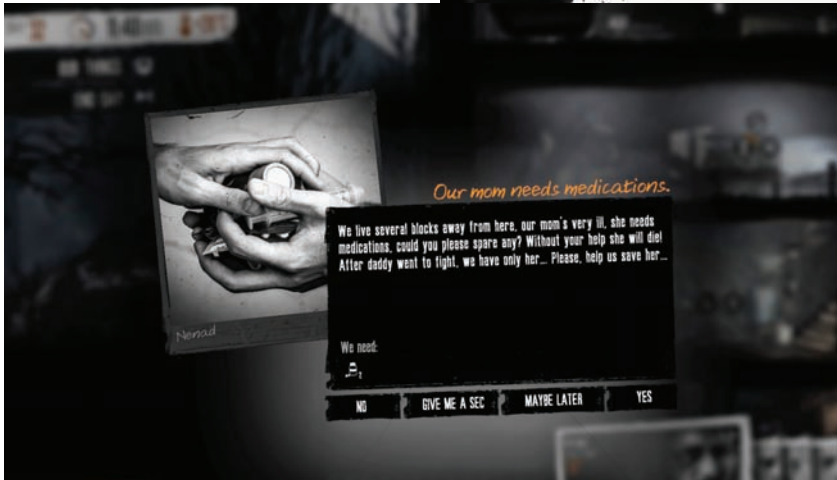 Our mom needs medications.
We live several blocks away from here, our mom's very ill, she needs
medications, could you please spare any? Without your help she will die!
After daddy went to fight, we have only her... Please, help us save her...
Nenad
We need:
2
NO
GIVE ME A SEC
MAYBE LATER
YES